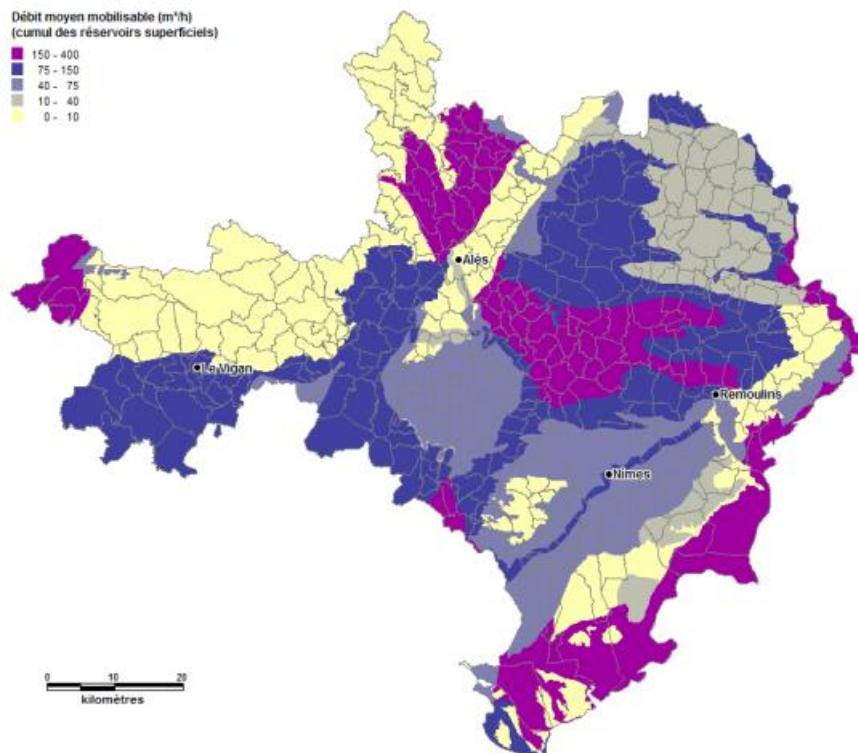 Débit moyen mobilisable (m³/h)
(cumul des réservoirs superficiels)
150 - 400
75 - 150
40 - 75
10 - 40
0 - 10
Alès
Le Vigan
Remoulins
Nimes
0 10 20
kilomètres